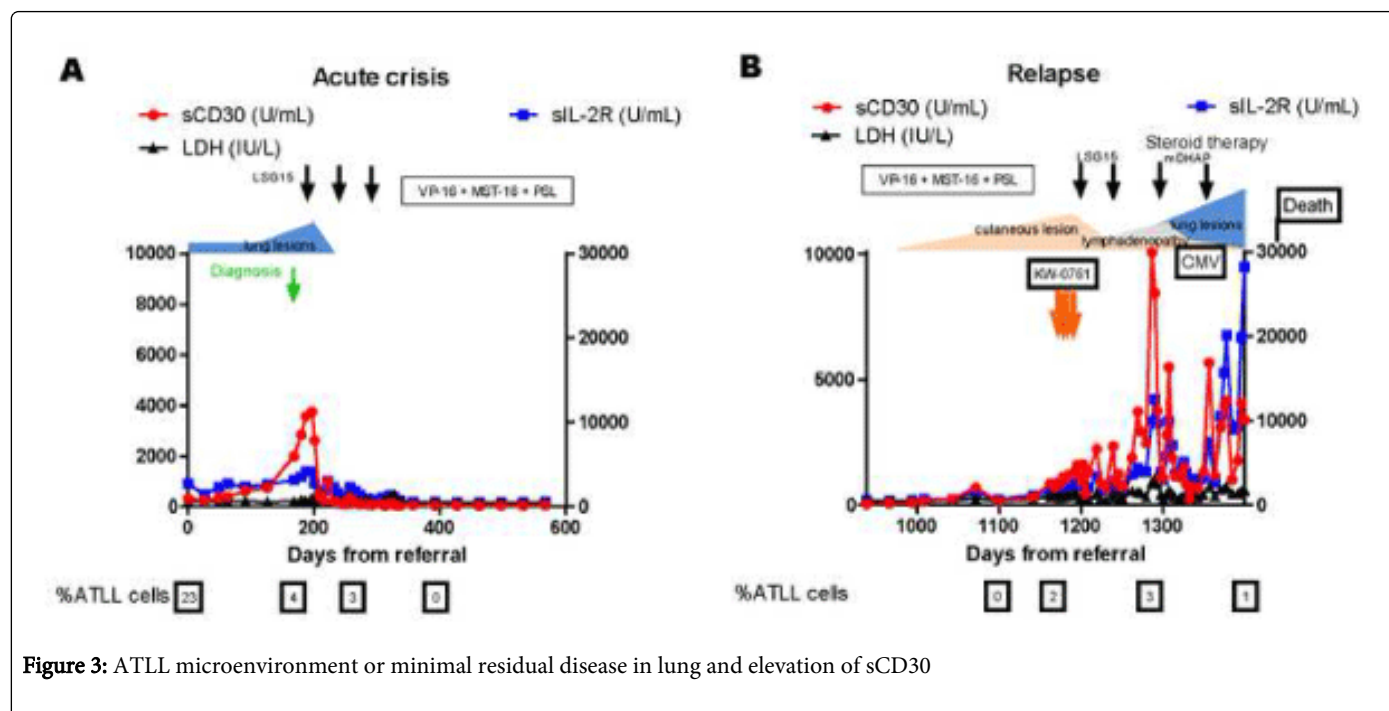 A
Acute crisis
sCD30 (U/mL)
sIL-2R (U/mL)
LDH (IU/L)
LSG15
VP-16 + MST-16 + PSL
lung lesions
Diagnosis
10000
8000
6000
4000
2000
0
30000
20000
10000
0
0
200
400
600
Days from referral
%ATLL cells
23
4
3
0
B
Relapse
sCD30 (U/mL)
sIL-2R (U/mL)
LDH (IU/L)
Steroid therapy
LSG15
mDHAP
VP-16 + MST-16 + PSL
Death
cutaneous lesion
lymphadenopathy
lung lesions
KW-0761
CMV
10000
5000
0
30000
20000
10000
0
1000
1100
1200
1300
Days from referral
%ATLL cells
0
2
3
1
Figure 3: ATLL microenvironment or minimal residual disease in lung and elevation of sCD30